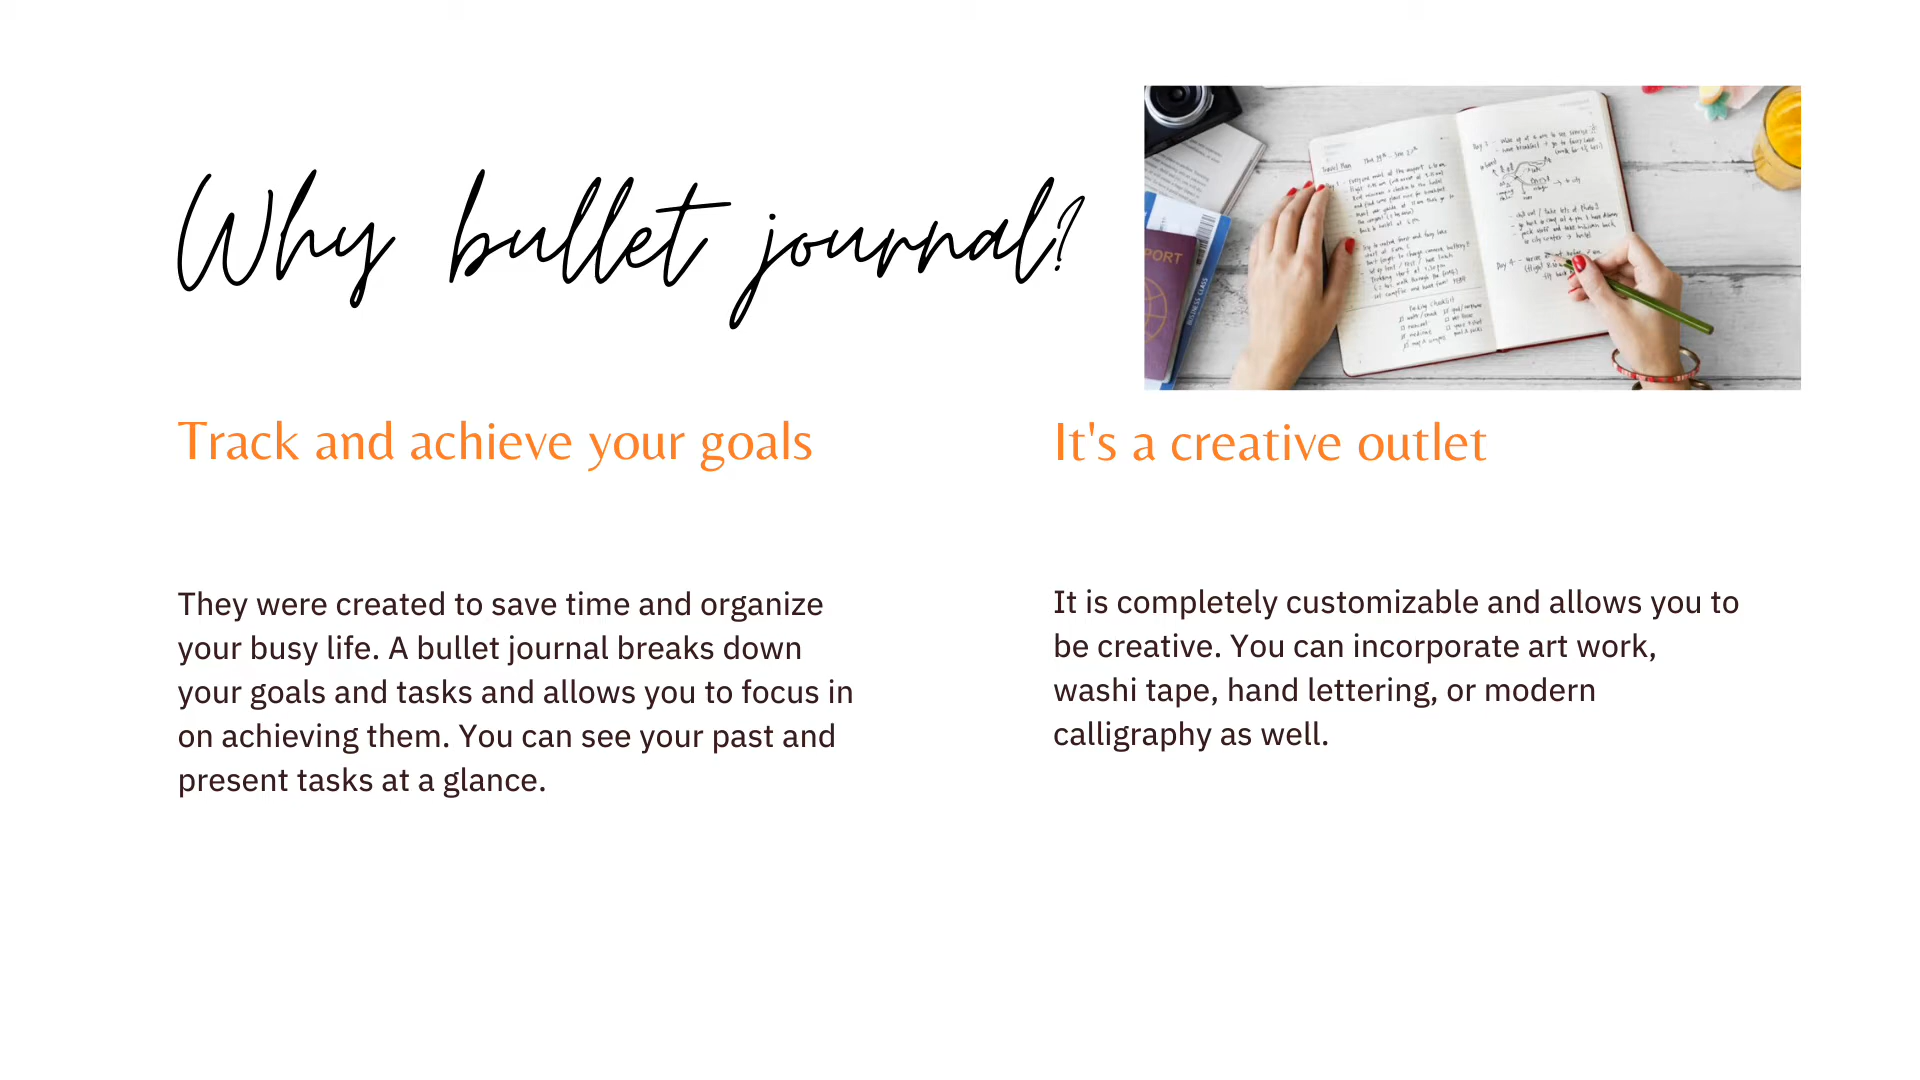 Why bullet journal?
PORT
BUSINESS CLASS
Track and achieve your goals
They were created to save time and organize
your busy life. A bullet journal breaks down
your goals and tasks and allows you to focus in
on achieving them. You can see your past and
present tasks at a glance.
It's a creative outlet
It is completely customizable and allows you to
be creative. You can incorporate art work,
washi tape, hand lettering, or modern
calligraphy as well.